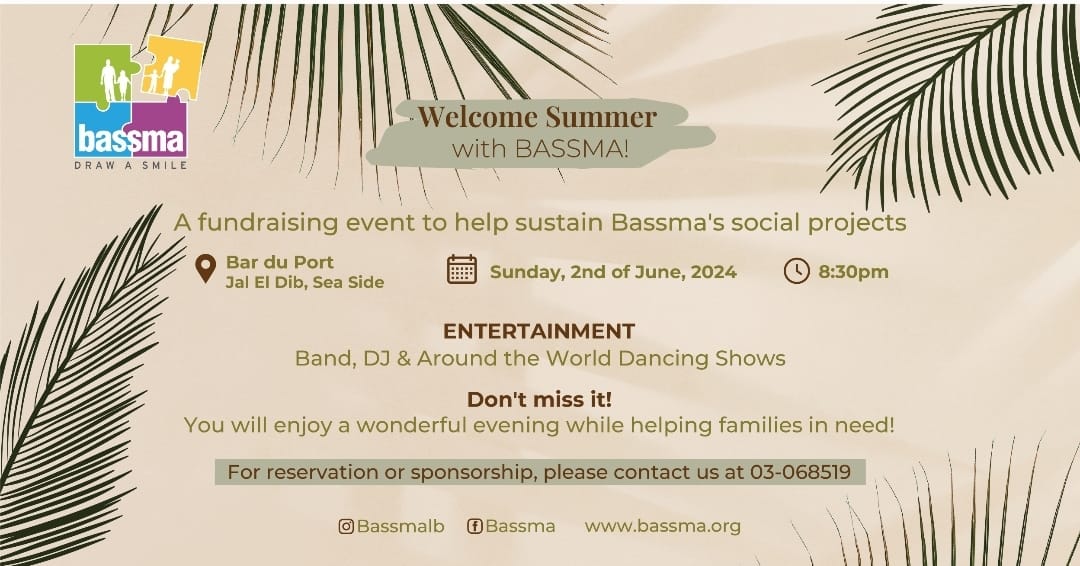 bassma
DRAW A SMILE
Welcome Summer
with BASSMA!
A fundraising event to help sustain Bassma's social projects
Bar du Port
Jal El Dib, Sea Side
Sunday, 2nd of June, 2024
8:30pm
ENTERTAINMENT
Band, DJ & Around the World Dancing Shows
Don't miss it!
You will enjoy a wonderful evening while helping families in need!
For reservation or sponsorship, please contact us at 03-068519
Bassmalb Bassma www.bassma.org